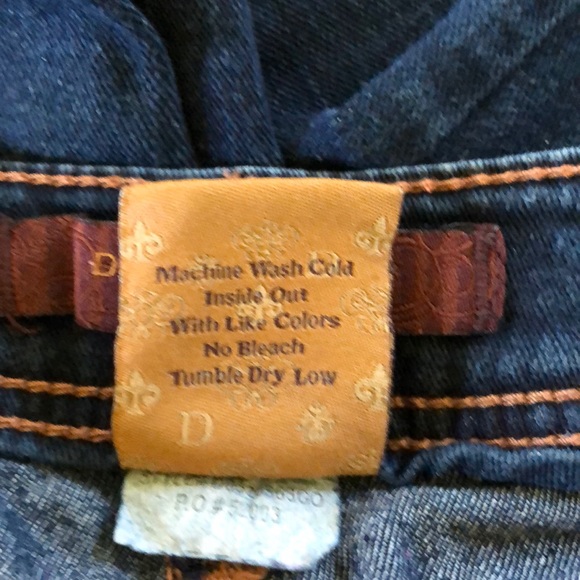 D
Machine Wash Cold
Inside Out
With Like Colors
No Bleach
Tumble Dry Low
D